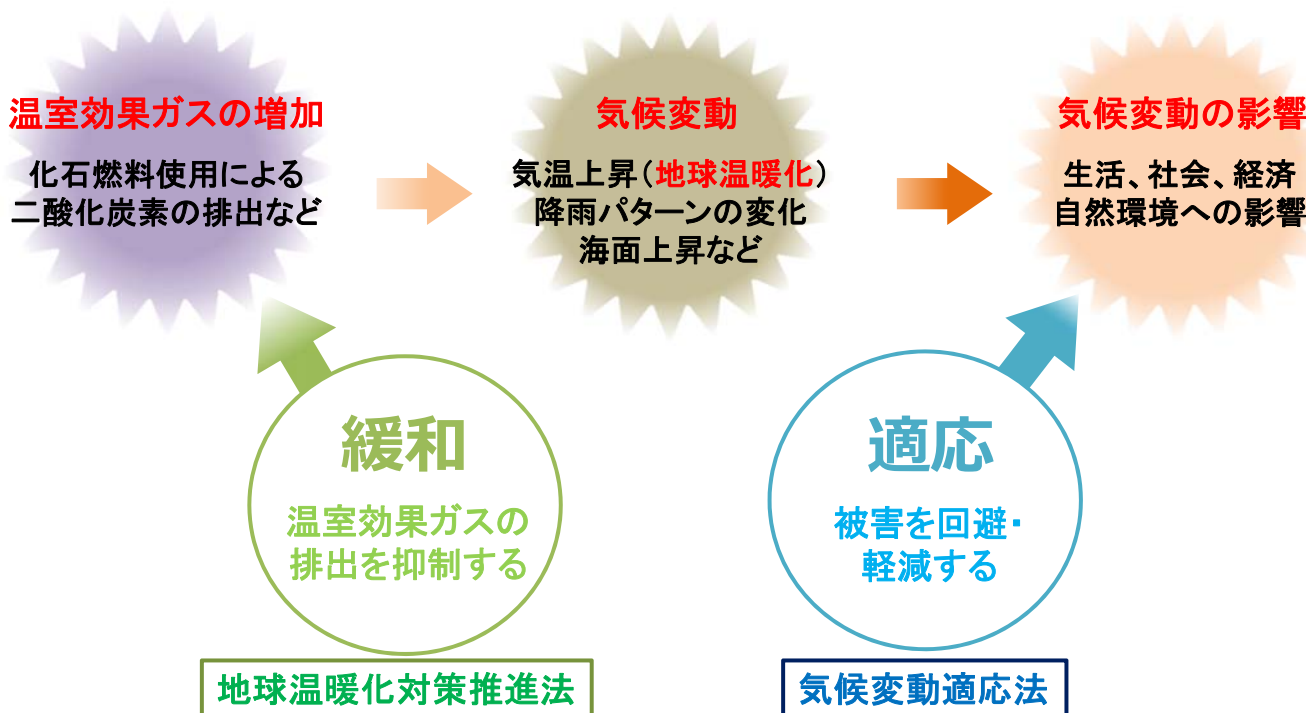 温室効果ガスの増加
化石燃料使用による
二酸化炭素の排出など
気候変動
気温上昇(地球温暖化)
降雨パターンの変化
海面上昇など
気候変動の影響
生活、社会、経済
自然環境への影響
緩和
温室効果ガスの
排出を抑制する
適応
被害を回避・
軽減する
地球温暖化対策推進法
気候変動適応法